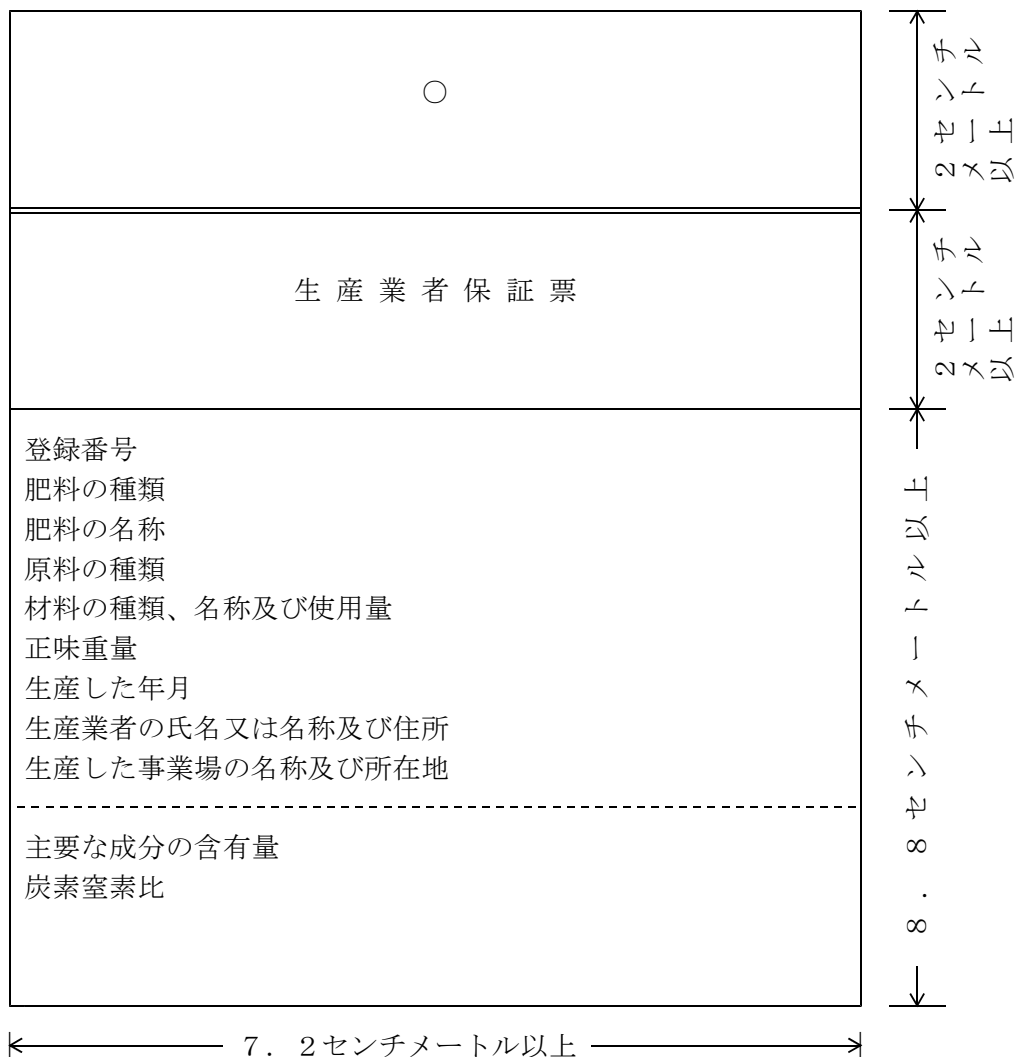 ○
生産業者保証票
登録番号
肥料の種類
肥料の名称
原料の種類
材料の種類、名称及び使用量
正味重量
生産した年月
生産業者の氏名又は名称及び住所
生産した事業場の名称及び所在地
主要な成分の含有量
炭素窒素比
2センチ
メートル
以上
2センチ
メートル
以上
8.8センチメートル以上
7.2センチメートル以上